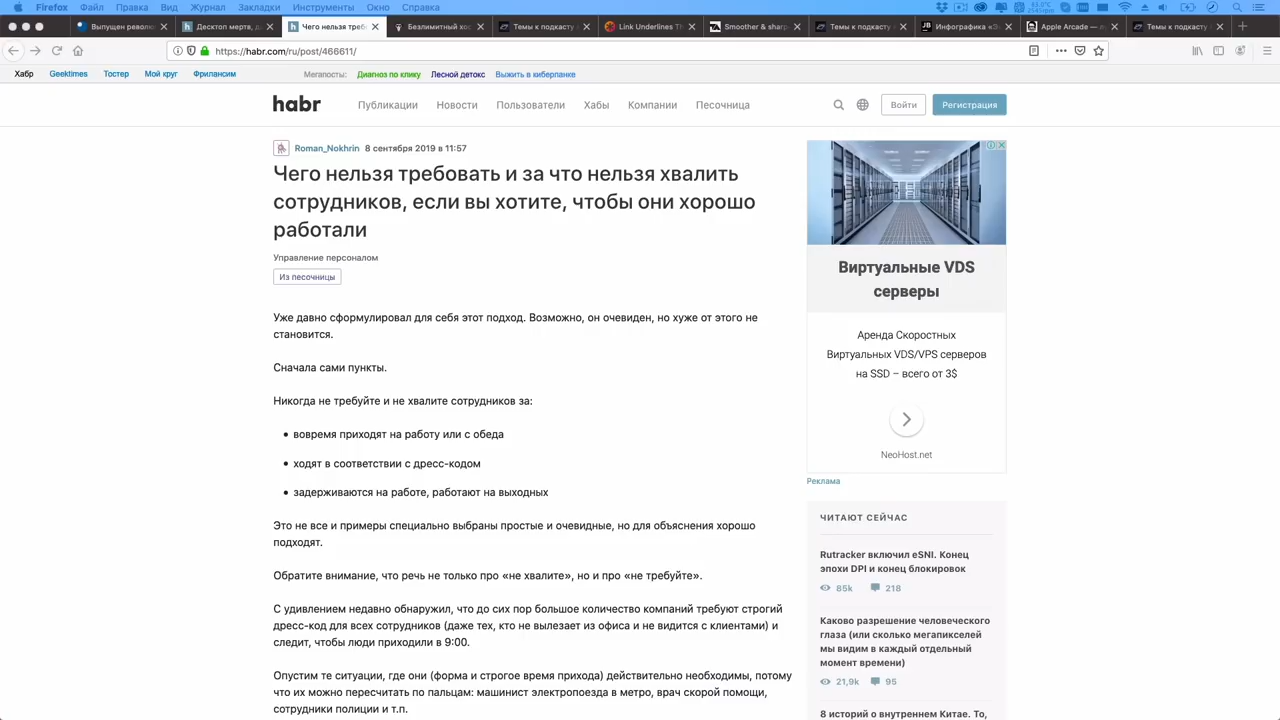 Firefox Файл Правка Вид Журнал Закладки Инструменты Окно Справка
Выпущен револю Десктоп мертв, д Чего нельзя треб Безлимитный хос Темы к подкасту Link Underlines Th Smoother & sharp Темы к подкасту Инфографика «Э Apple Arcade — л Темы к подкасту
https://habr.com/ru/post/466611/
Хабр Geektimes Тостер Мой круг Фрилансим Мегапосты: Диагноз по клику Лесной детокс Выжить в киберпанке
habr Публикации Новости Пользователи Хабы Компании Песочница Войти Регистрация
Roman_Nokhrin 8 сентября 2019 в 11:57
Чего нельзя требовать и за что нельзя хвалить
сотрудников, если вы хотите, чтобы они хорошо
работали
Управление персоналом
Из песочницы
Уже давно сформулировал для себя этот подход. Возможно, он очевиден, но хуже от этого не
становится.
Сначала сами пункты.
Никогда не требуйте и не хвалите сотрудников за:
• вовремя приходят на работу или с обеда
• ходят в соответствии с дресс-кодом
• задерживаются на работе, работают на выходных
Это не все и примеры специально выбраны простые и очевидные, но для объяснения хорошо
подходят.
Обратите внимание, что речь не только про «не хвалите», но и про «не требуйте».
С удивлением недавно обнаружил, что до сих пор большое количество компаний требуют строгий
дресс-код для всех сотрудников (даже тех, кто не вылезает из офиса и не видится с клиентами) и
следит, чтобы люди приходили в 9:00.
Опустим те ситуации, где они (форма и строгое время прихода) действительно необходимы, потому
что их можно пересчитать по пальцам: машинист электропоезда в метро, врач скорой помощи,
сотрудники полиции и т.п.
Виртуальные VDS
серверы
Аренда Скоростных
Виртуальных VDS/VPS серверов
на SSD – всего от 3$
NeoHost.net
Реклама
ЧИТАЮТ СЕЙЧАС
Rutracker включил eSNI. Конец
эпохи DPI и конец блокировок
85k 218
Каково разрешение человеческого
глаза (или сколько мегапикселей
мы видим в каждый отдельный
момент времени)
21,9k 95
8 историй о внутреннем Китае. То,